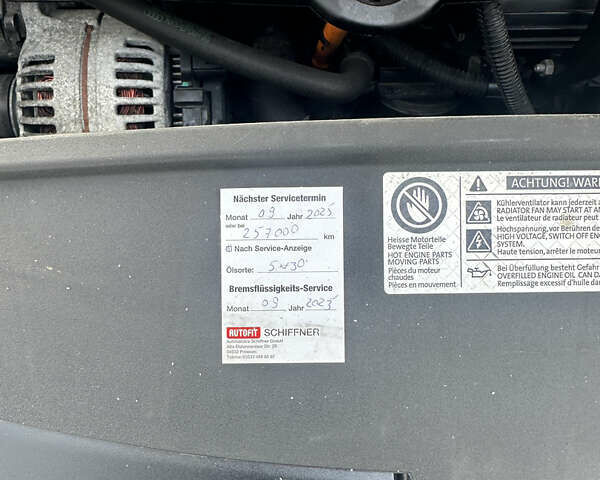 Nächster Servicetermin
Monat 09 Jahr 2025
oder bei
257000 km
Nach Service-Anzeige
Ölsorte: 5W30
Bremsflüssigkeits-Service
Monat 09 Jahr 2025
AUTOFIT SCHIFFNER
Heisse Motorteile
Bewegte Teile
HOT ENGINE PARTS
MOVING PARTS
Pièces du moteur
chaudes
Pièces en mouvement
ACHTUNG! WAR
Kühlerventilator kann jederzeit a
RADIATOR FAN MAY START AT AN
Le ventilateur de radiateur peut
Hochspannung, vor Berühren de
HIGH VOLTAGE, SWITCH OFF EN
SYSTEM.
Haute tension, arrêter le moteur
Bei Überfüllung besteht Gefahr
OVERFILLED ENGINE OIL CAN DA
Remplissage excessif d'huile dan